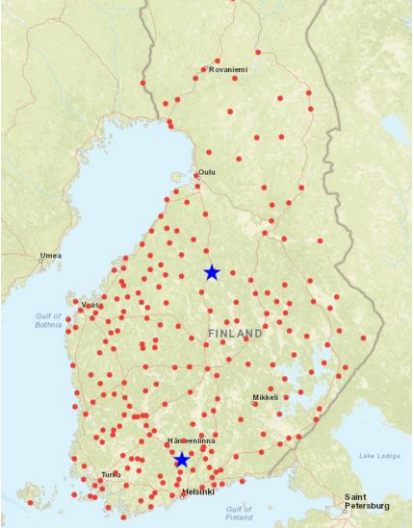 Rovaniemi
Oulu
Umea
Vaasa
Gulf of
Bothnia
FINLAND
Mikkeli
Hämeenlinna
Turku
Lake Ladoga
Helsinki
Saint
Petersburg
Gulf of
Finland